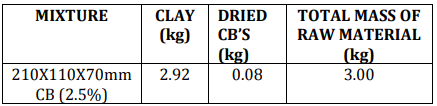 MIXTURE CLAY DRIED TOTAL MASS OF
(kg) CB'S RAW MATERIAL
(kg) (kg)
210X110X70mm 2.92 0.08 3.00
CB (2.5%)